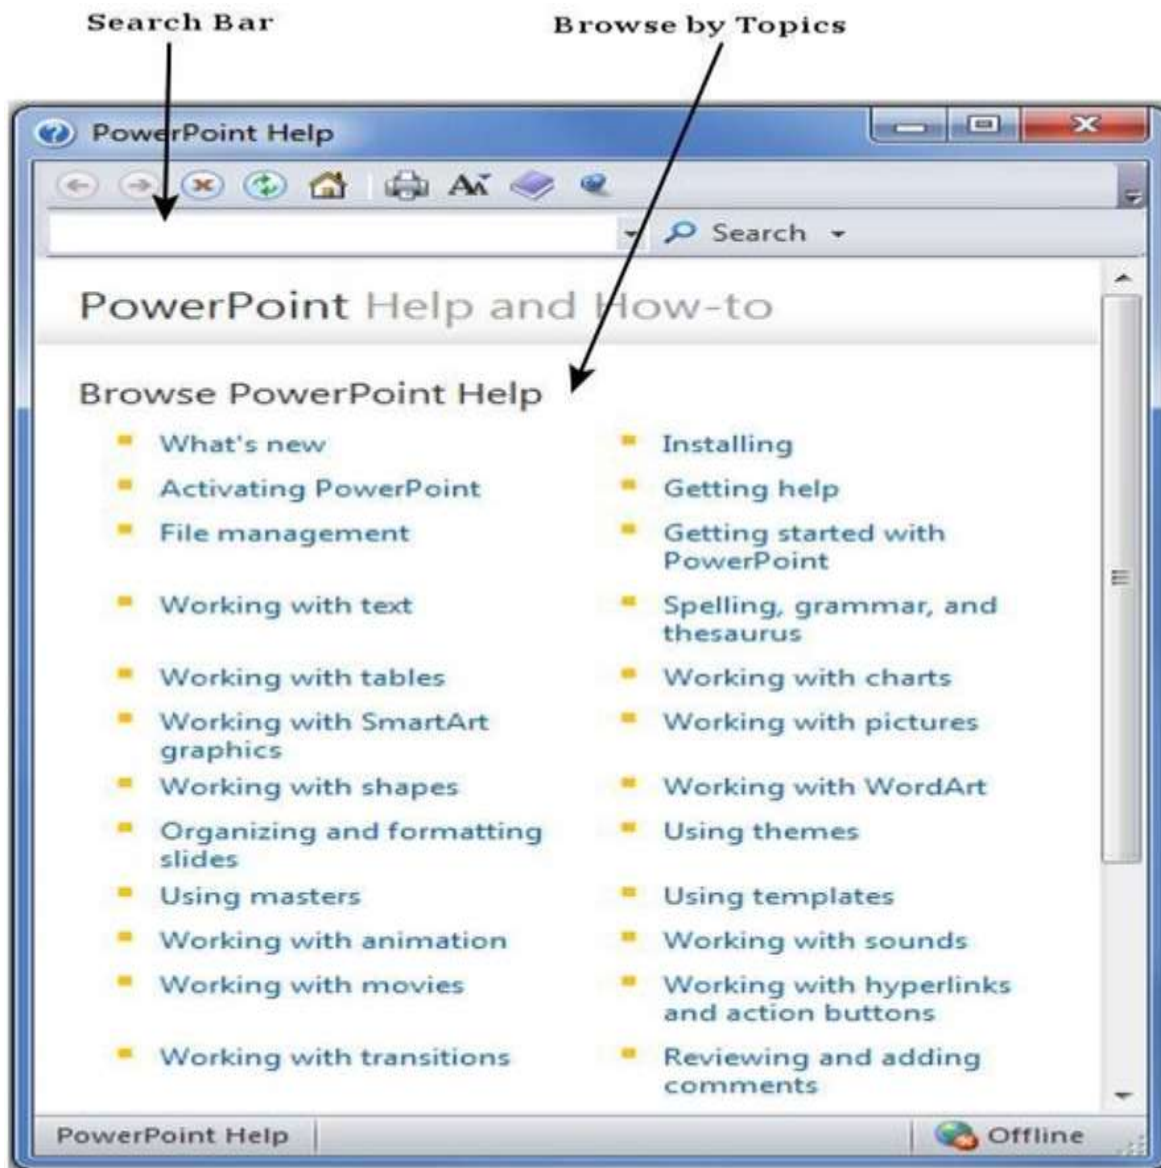 Search Bar
Browse by Topics
PowerPoint Help
Search
PowerPoint Help and How-to
Browse PowerPoint Help
What's new
Installing
Activating PowerPoint
Getting help
File management
Getting started with
PowerPoint
Working with text
Spelling, grammar, and
thesaurus
Working with tables
Working with charts
Working with SmartArt
graphics
Working with pictures
Working with shapes
Working with WordArt
Organizing and formatting
slides
Using themes
Using masters
Using templates
Working with animation
Working with sounds
Working with movies
Working with hyperlinks
and action buttons
Working with transitions
Reviewing and adding
comments
PowerPoint Help
Offline